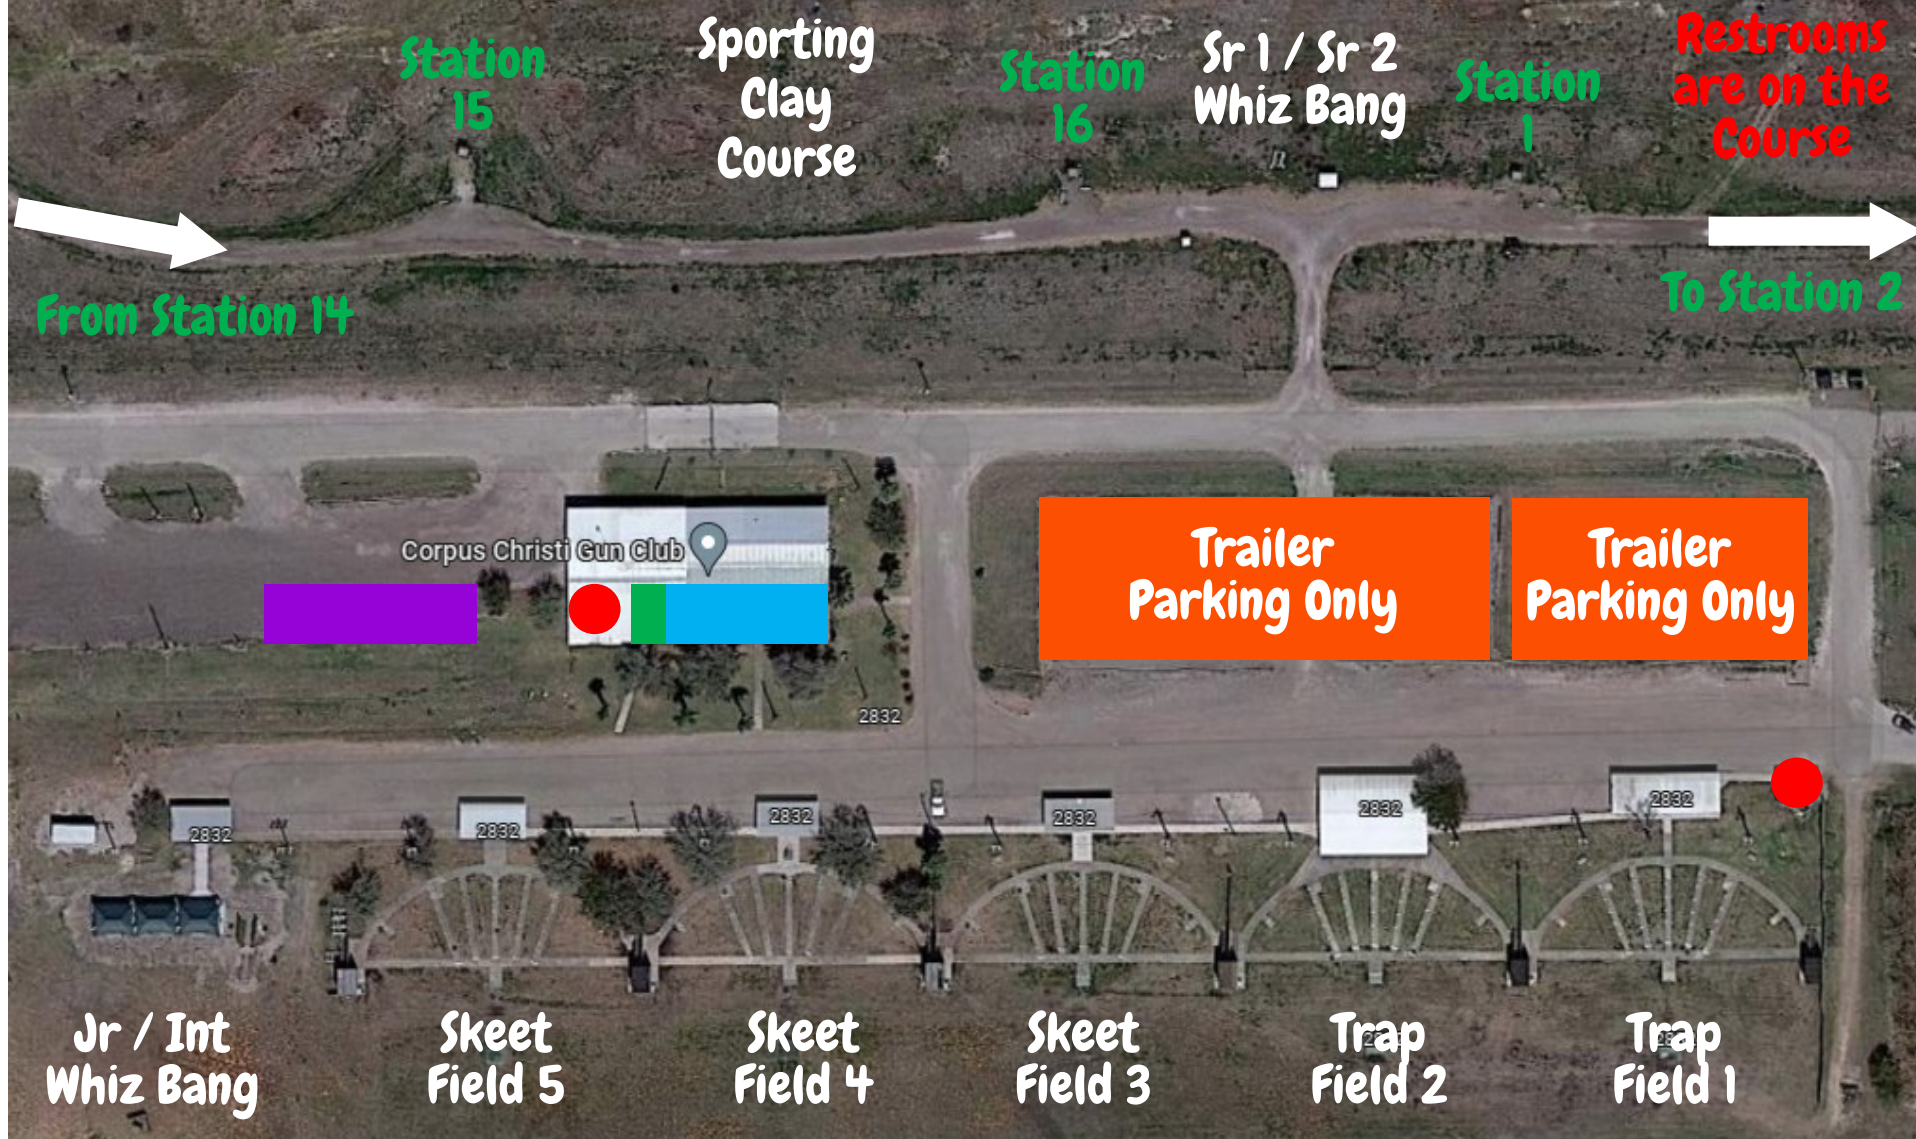 Station
15
Sporting
Clay
Course
Station
16
Sr 1 / Sr 2
Whiz Bang
Station
1
Restrooms
are on the
Course
From Station 14
To Station 2
Corpus Christi Gun Club
Trailer
Parking Only
Trailer
Parking Only
2832
2832
2832
2832
2832
2832
2832
Jr / Int
Whiz Bang
Skeet
Field 5
Skeet
Field 4
Skeet
Field 3
Trap
Field 2
Trap
Field 1